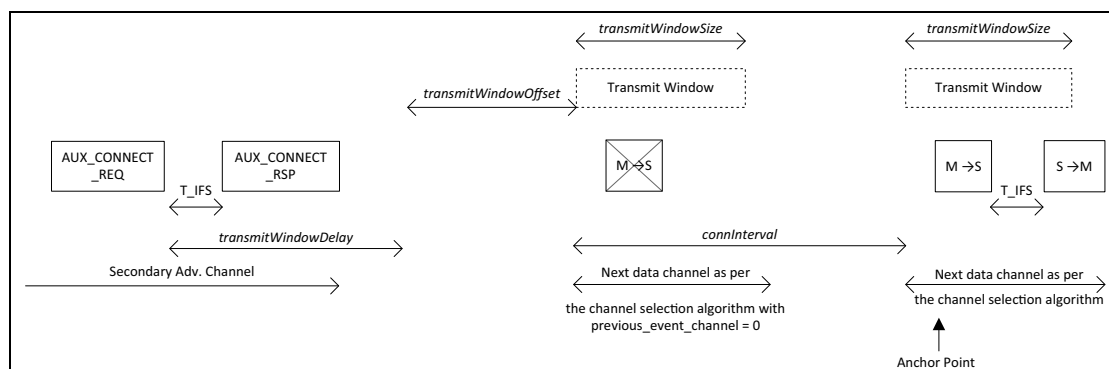 transmitWindowSize
transmitWindowSize
Transmit Window
Transmit Window
transmitWindowOffset
AUX_CONNECT
_REQ
AUX_CONNECT
_RSP
M →S
M →S
S →M
T_IFS
T_IFS
transmitWindowDelay
connInterval
Secondary Adv. Channel
Next data channel as per
the channel selection algorithm with
previous_event_channel = 0
Next data channel as per
the channel selection algorithm
Anchor Point